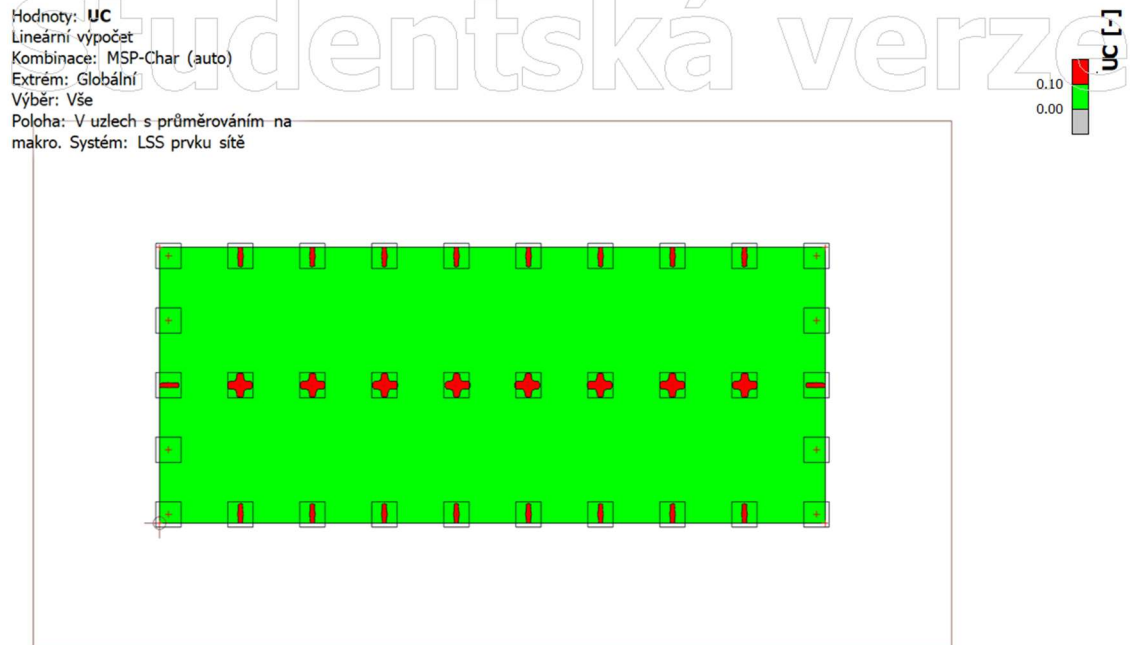 Studentská verze
Hodnoty: UC
Lineární výpočet
Kombinace: MSP-Char (auto)
Extrém: Globální
Výběr: Vše
Poloha: V uzlech s průměrováním na
makro. Systém: LSS prvku sítě
UC [-]
0.10
0.00